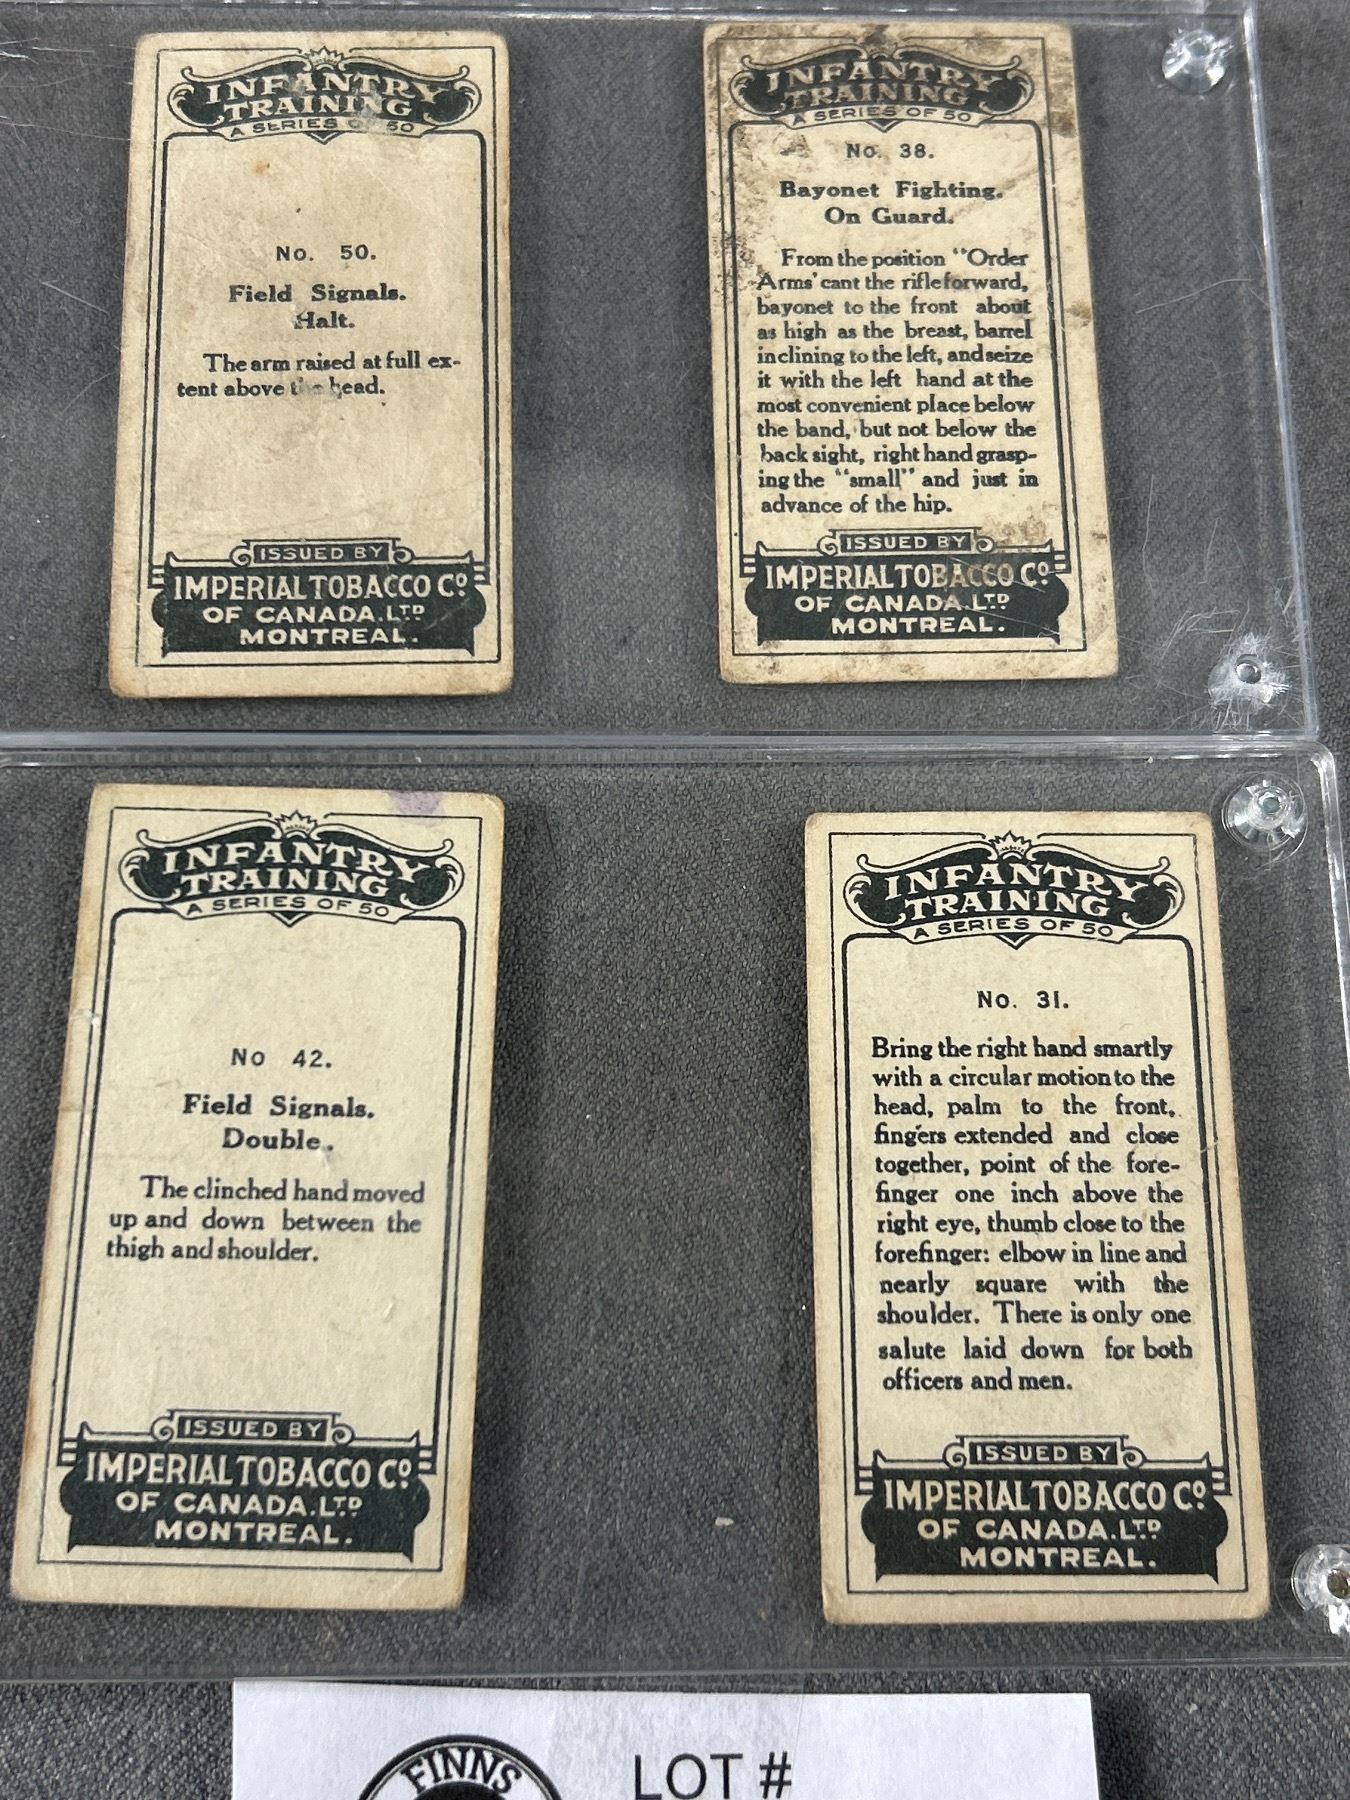 INFANTRY
TRAINING
A SERIES OF 50
No. 50.
Field Signals.
Halt.
The arm raised at full ex-
tent above the head.
ISSUED BY
IMPERIAL TOBACCO Co.
OF CANADA. LTD
MONTREAL.
INFANTRY
TRAINING
A SERIES OF 50
No. 38.
Bayonet Fighting.
On Guard.
From the position "Order
Arms' cant the rifle forward,
bayonet to the front about
as high as the breast, barrel
inclining to the left, and seize
it with the left hand at the
most convenient place below
the band, but not below the
back sight, right hand grasp-
ing the "small" and just in
advance of the hip.
ISSUED BY
IMPERIAL TOBACCO Co.
OF CANADA. LTD
MONTREAL.
INFANTRY
TRAINING
A SERIES OF 50
No 42.
Field Signals.
Double.
The clinched hand moved
up and down between the
thigh and shoulder.
ISSUED BY
IMPERIAL TOBACCO Co.
OF CANADA. LTD
MONTREAL.
INFANTRY
TRAINING
A SERIES OF 50
No. 31.
Bring the right hand smartly
with a circular motion to the
head, palm to the front,
fingers extended and close
together, point of the fore-
finger one inch above the
right eye, thumb close to the
forefinger: elbow in line and
nearly square with the
shoulder. There is only one
salute laid down for both
officers and men.
ISSUED BY
IMPERIAL TOBACCO Co.
OF CANADA. LTD
MONTREAL.
FINNS
LOT #